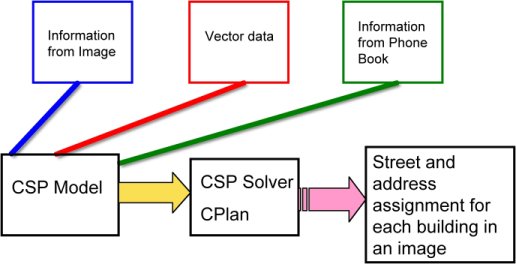 Information
from Image
Vector data
Information
from Phone
Book
CSP Model
CSP Solver
CPlan
Street and
address
assignment for
each building in
an image